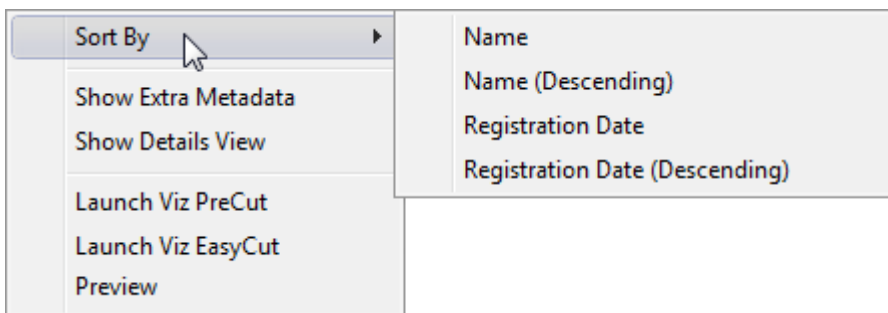 Sort By
Show Extra Metadata
Show Details View
Launch Viz PreCut
Launch Viz EasyCut
Preview
Name
Name (Descending)
Registration Date
Registration Date (Descending)